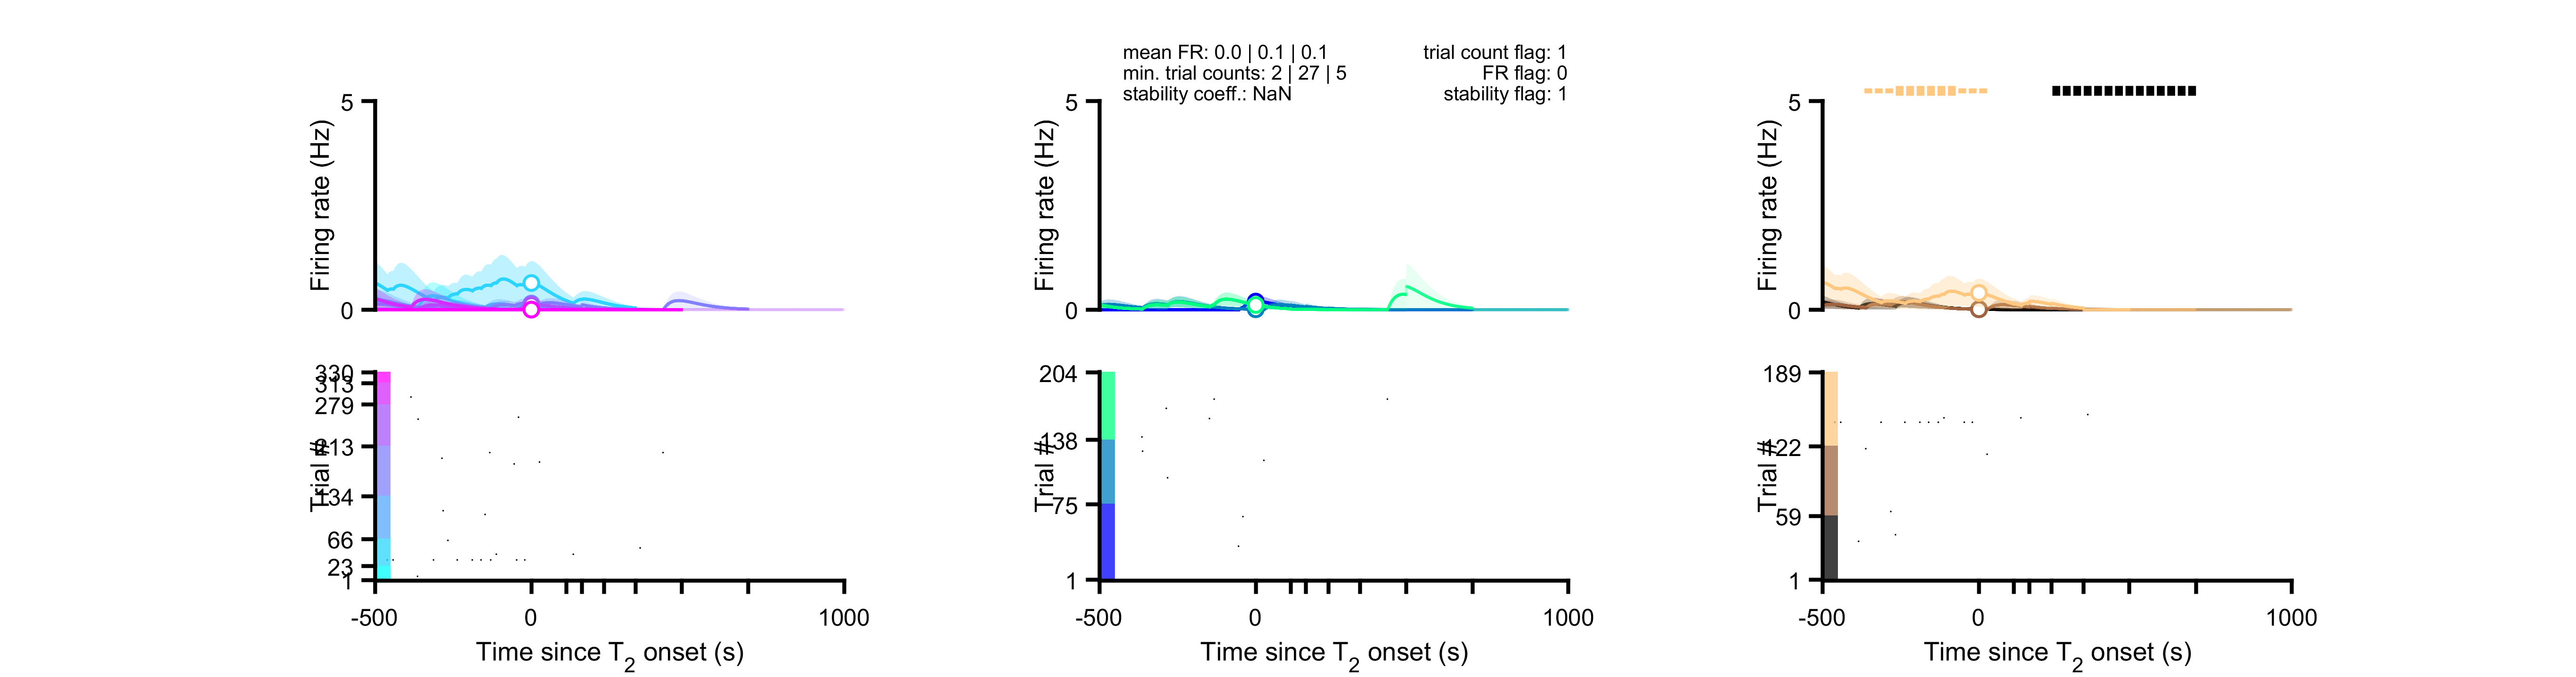 mean FR: 0.0 | 0.1 | 0.1
min. trial counts: 2 | 27 | 5
stability coeff.: NaN
trial count flag: 1
FR flag: 0
stability flag: 1
5
0
Firing rate (Hz)
5
0
Firing rate (Hz)
5
0
Firing rate (Hz)
330
313
279
213
134
66
23
1
Trial #
-500
0
1000
Time since T2 onset (s)
204
138
75
1
Trial #
-500
0
1000
Time since T2 onset (s)
189
122
59
1
Trial #
-500
0
1000
Time since T2 onset (s)